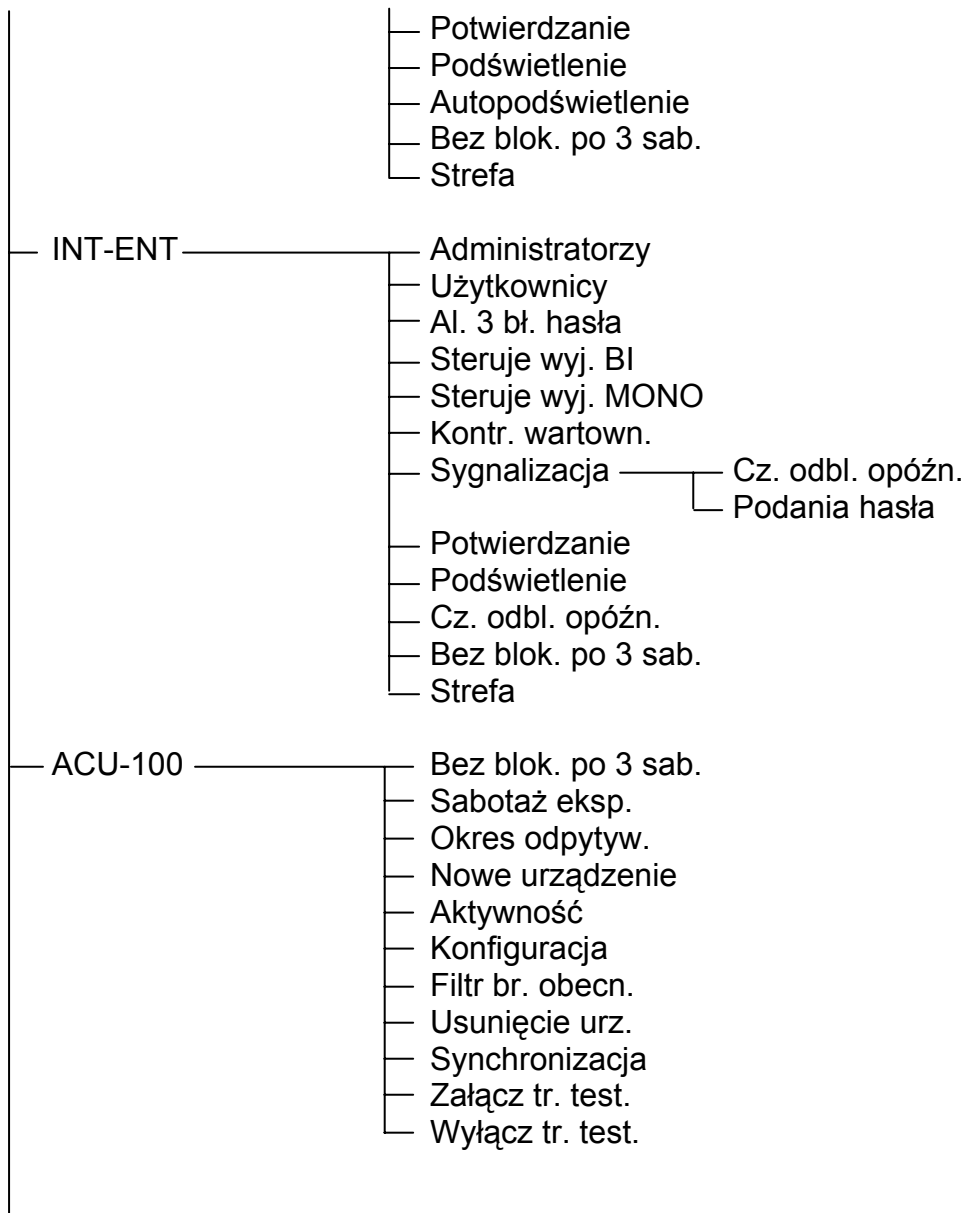 Potwierdzanie
Podświetlenie
Autopodświetlenie
Bez blok. po 3 sab.
Strefa
INT-ENT Administratorzy
Użytkownicy
Al. 3 bł. hasła
Steruje wyj. BI
Steruje wyj. MONO
Kontr. wartown.
Sygnalizacja Cz. odbl. opóźn.
Podania hasła
Potwierdzanie
Podświetlenie
Cz. odbl. opóźn.
Bez blok. po 3 sab.
Strefa
ACU-100 Bez blok. po 3 sab.
Sabotaż eksp.
Okres odpytyw.
Nowe urządzenie
Aktywność
Konfiguracja
Filtr br. obecn.
Usunięcie urz.
Synchronizacja
Załącz tr. test.
Wyłącz tr. test.